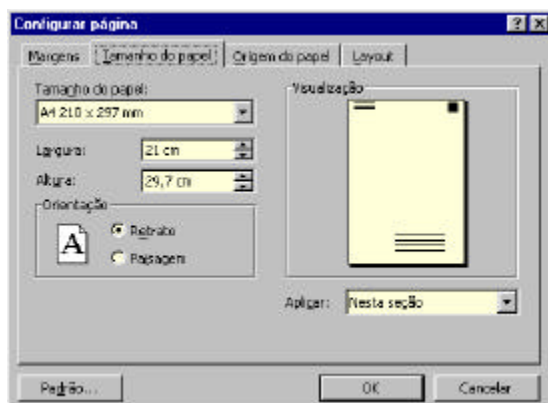 Configurar página
Margens Tamanho do papel Origem do papel Layout
Tamanho do papel:
A4 210 x 297 mm
Largura: 21 cm
Altura: 29,7 cm
Orientação
A
Retrato
Paisagem
Visualização
Aplicar: Nesta seção
Padrão... OK Cancelar